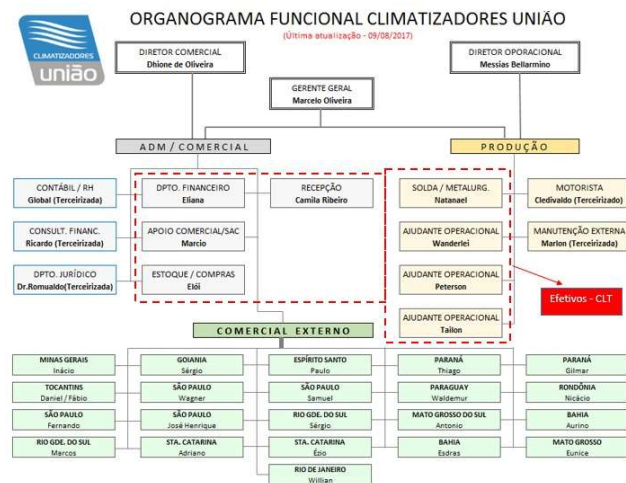 ORGANOGRAMA FUNCIONAL CLIMATIZADORES UNIÃO
(Última atualização - 09/08/2017)
CLIMATIZADORES
união
DIRETOR COMERCIAL
Dhione de Oliveira
DIRETOR OPORACIONAL
Messias Bellarmino
GERENTE GERAL
Marcelo Oliveira
ADM / COMERCIAL
PRODUÇÃO
CONTÁBIL / RH
Global (Terceirizada)
DPTO. FINANCEIRO
Eliana
RECEPÇÃO
Camila Ribeiro
SOLDA / METALURG.
Natanael
MOTORISTA
Cledivaldo (Terceirizado)
CONSULT. FINANC.
Ricardo (Terceirizada)
APOIO COMERCIAL/SAC
Marcio
AJUDANTE OPERACIONAL
Wanderlei
MANUTENÇÃO EXTERNA
Marlon (Terceirizada)
DPTO. JURÍDICO
Dr.Romualdo(Terceirizada)
ESTOQUE / COMPRAS
Elói
AJUDANTE OPERACIONAL
Peterson
Efetivos - CLT
AJUDANTE OPERACIONAL
Tailon
COMERCIAL EXTERNO
MINAS GERAIS
Inácio
GOIANIA
Sérgio
ESPÍRITO SANTO
Paulo
PARANÁ
Thiago
PARANÁ
Gilmar
TOCANTINS
Daniel / Fábio
SÃO PAULO
Wagner
SÃO PAULO
Samuel
PARAGUAY
Waldemur
RONDÔNIA
Nicácio
SÃO PAULO
Fernando
SÃO PAULO
José Henrique
RIO GDE. DO SUL
Sérgio
MATO GROSSO DO SUL
Antonio
BAHIA
Aurino
RIO GDE. DO SUL
Marcos
STA. CATARINA
Adriano
STA. CATARINA
Ézio
BAHIA
Esdras
MATO GROSSO
Eunice
RIO DE JANEIRO
Willian